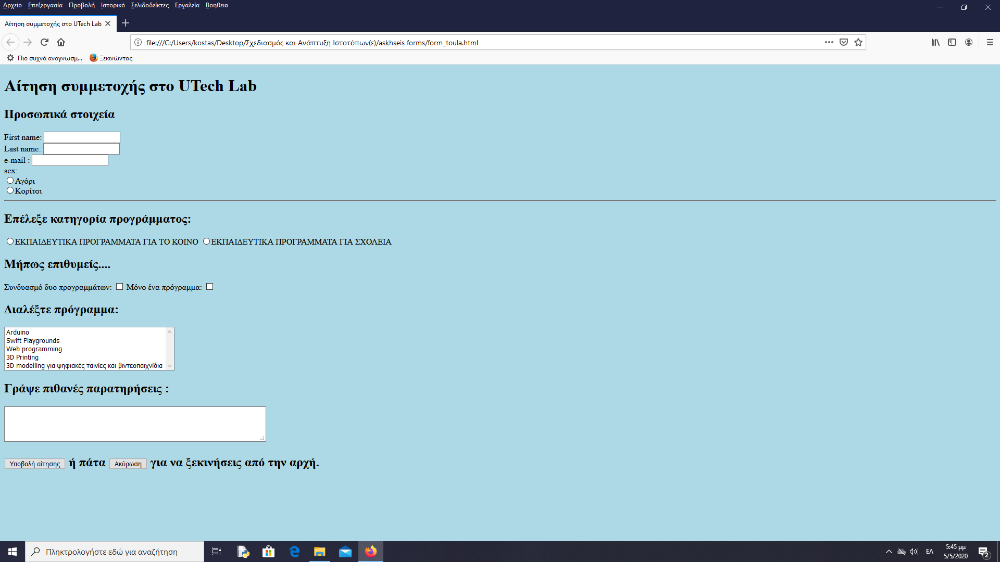 Αρχείο Επεξεργασία Προβολή Ιστορικό Σελιδοδείκτες Εργαλεία Βοήθεια
Αίτηση συμμετοχής στο UTech Lab
file:///C:/Users/kostas/Desktop/Σχεδιασμός και Ανάπτυξη Ιστοτόπων(ε)/askhseis forms/form_toula.html
Πιο συχνά αναγνωσμ... Ξεκινώντας
Αίτηση συμμετοχής στο UTech Lab
Προσωπικά στοιχεία
First name:
Last name:
e-mail :
sex:
Αγόρι
Κορίτσι
Επέλεξε κατηγορία προγράμματος:
ΕΚΠΑΙΔΕΥΤΙΚΑ ΠΡΟΓΡΑΜΜΑΤΑ ΓΙΑ ΤΟ ΚΟΙΝΟ ΕΚΠΑΙΔΕΥΤΙΚΑ ΠΡΟΓΡΑΜΜΑΤΑ ΓΙΑ ΣΧΟΛΕΙΑ
Μήπως επιθυμείς....
Συνδυασμό δυο προγραμμάτων: Μόνο ένα πρόγραμμα:
Διαλέξτε πρόγραμμα:
Arduino
Swift Playgrounds
Web programming
3D Printing
3D modelling για ψηφιακές ταινίες και βιντεοπαιχνίδια
Γράψε πιθανές παρατηρήσεις :
Υποβολή αίτησης ή πάτα Ακύρωση για να ξεκινήσεις από την αρχή.
Πληκτρολογήστε εδώ για αναζήτηση
ΕΛ
5:45 μμ
5/5/2020
2